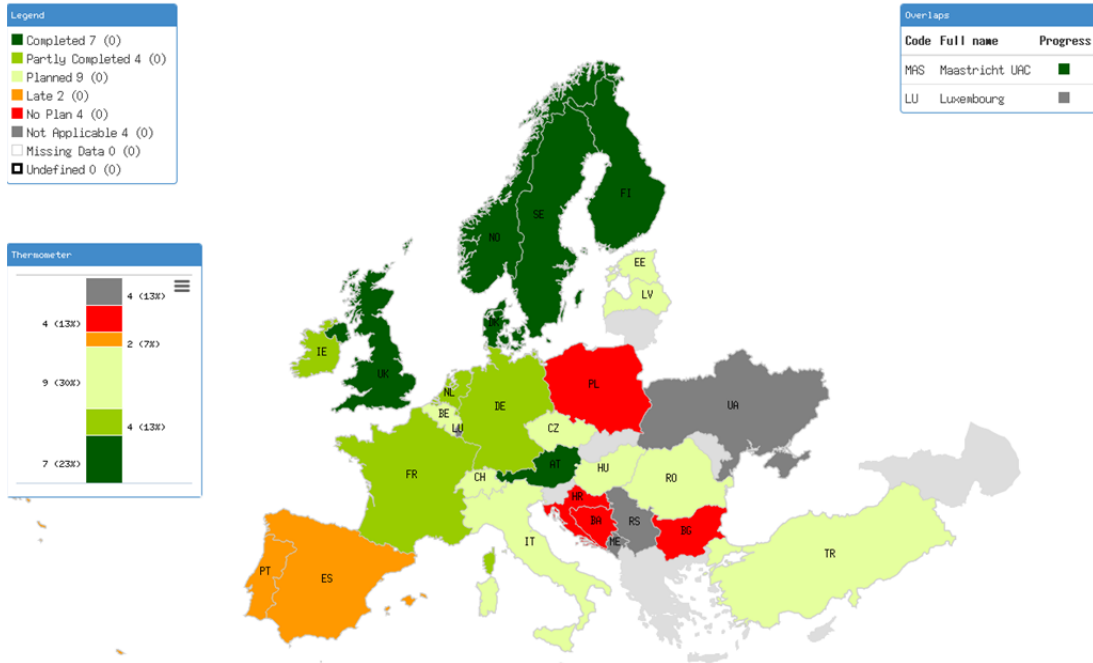 Legend
Completed 7 (0)
Partly Completed 4 (0)
Planned 9 (0)
Late 2 (0)
No Plan 4 (0)
Not Applicable 4 (0)
Missing Data 0 (0)
Undefined 0 (0)
Overlaps
Code Full name Progress
MAS Maastricht UAC
LU Luxembourg
Thermometer
4 (13%)
4 (13%)
2 (7%)
9 (30%)
4 (13%)
7 (23%)
FI
SE
NO
EE
LV
DK
IE
UK
PL
NL
DE
UA
BE
LU
CZ
AT
FR
CH
HU
RO
HR
BA
RS
BG
ME
IT
TR
PT
ES